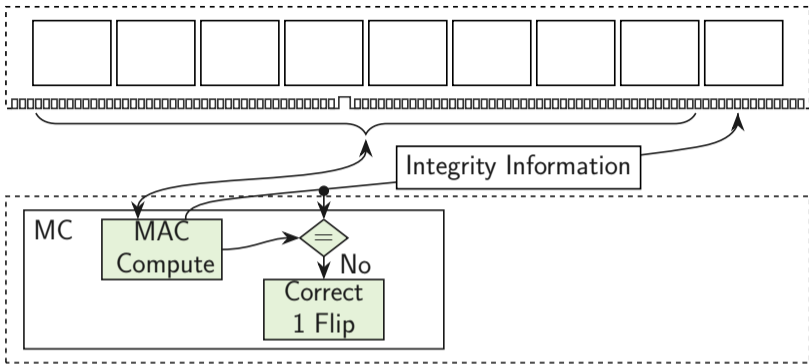 Integrity Information
MC
MAC
Compute
=
No
Correct
1 Flip